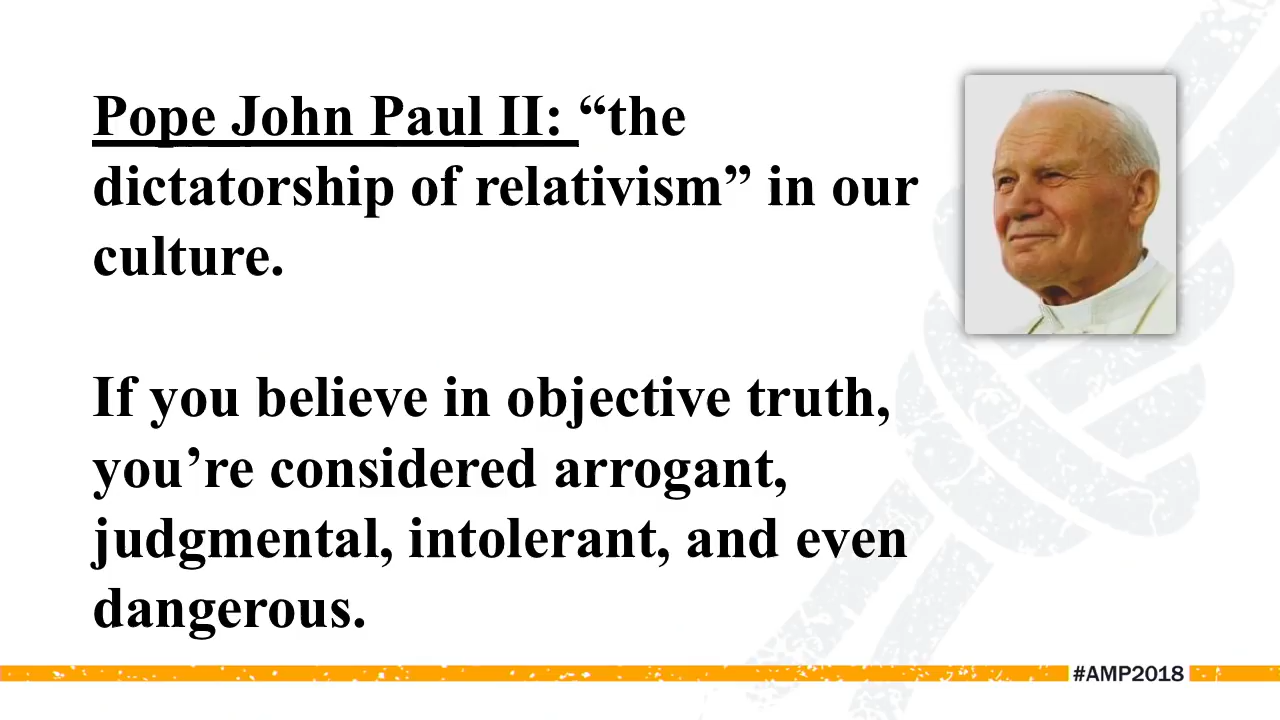 Pope John Paul II: “the
dictatorship of relativism” in our
culture.
If you believe in objective truth,
you’re considered arrogant,
judgmental, intolerant, and even
dangerous.
#AMP2018